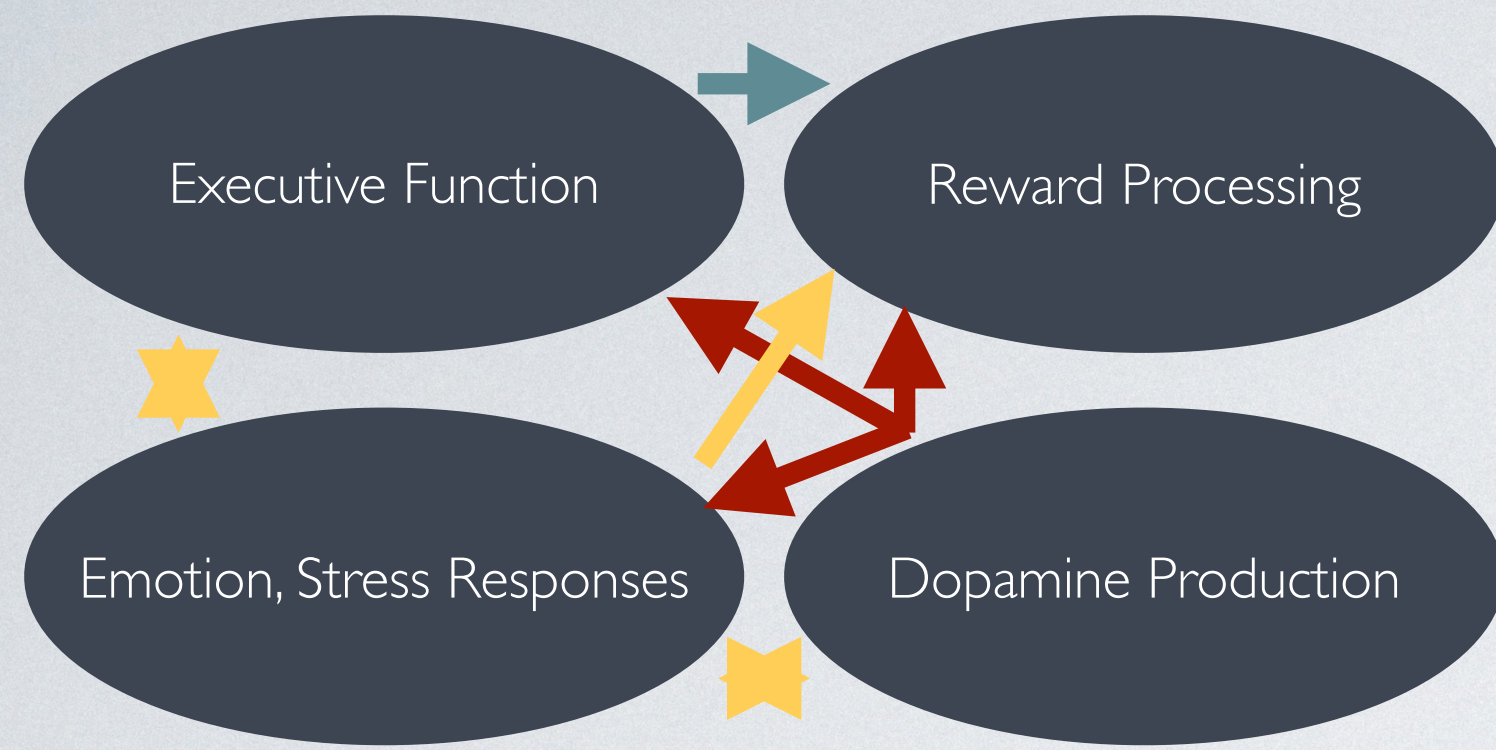 Executive Function
Reward Processing
Emotion, Stress Responses
Dopamine Production